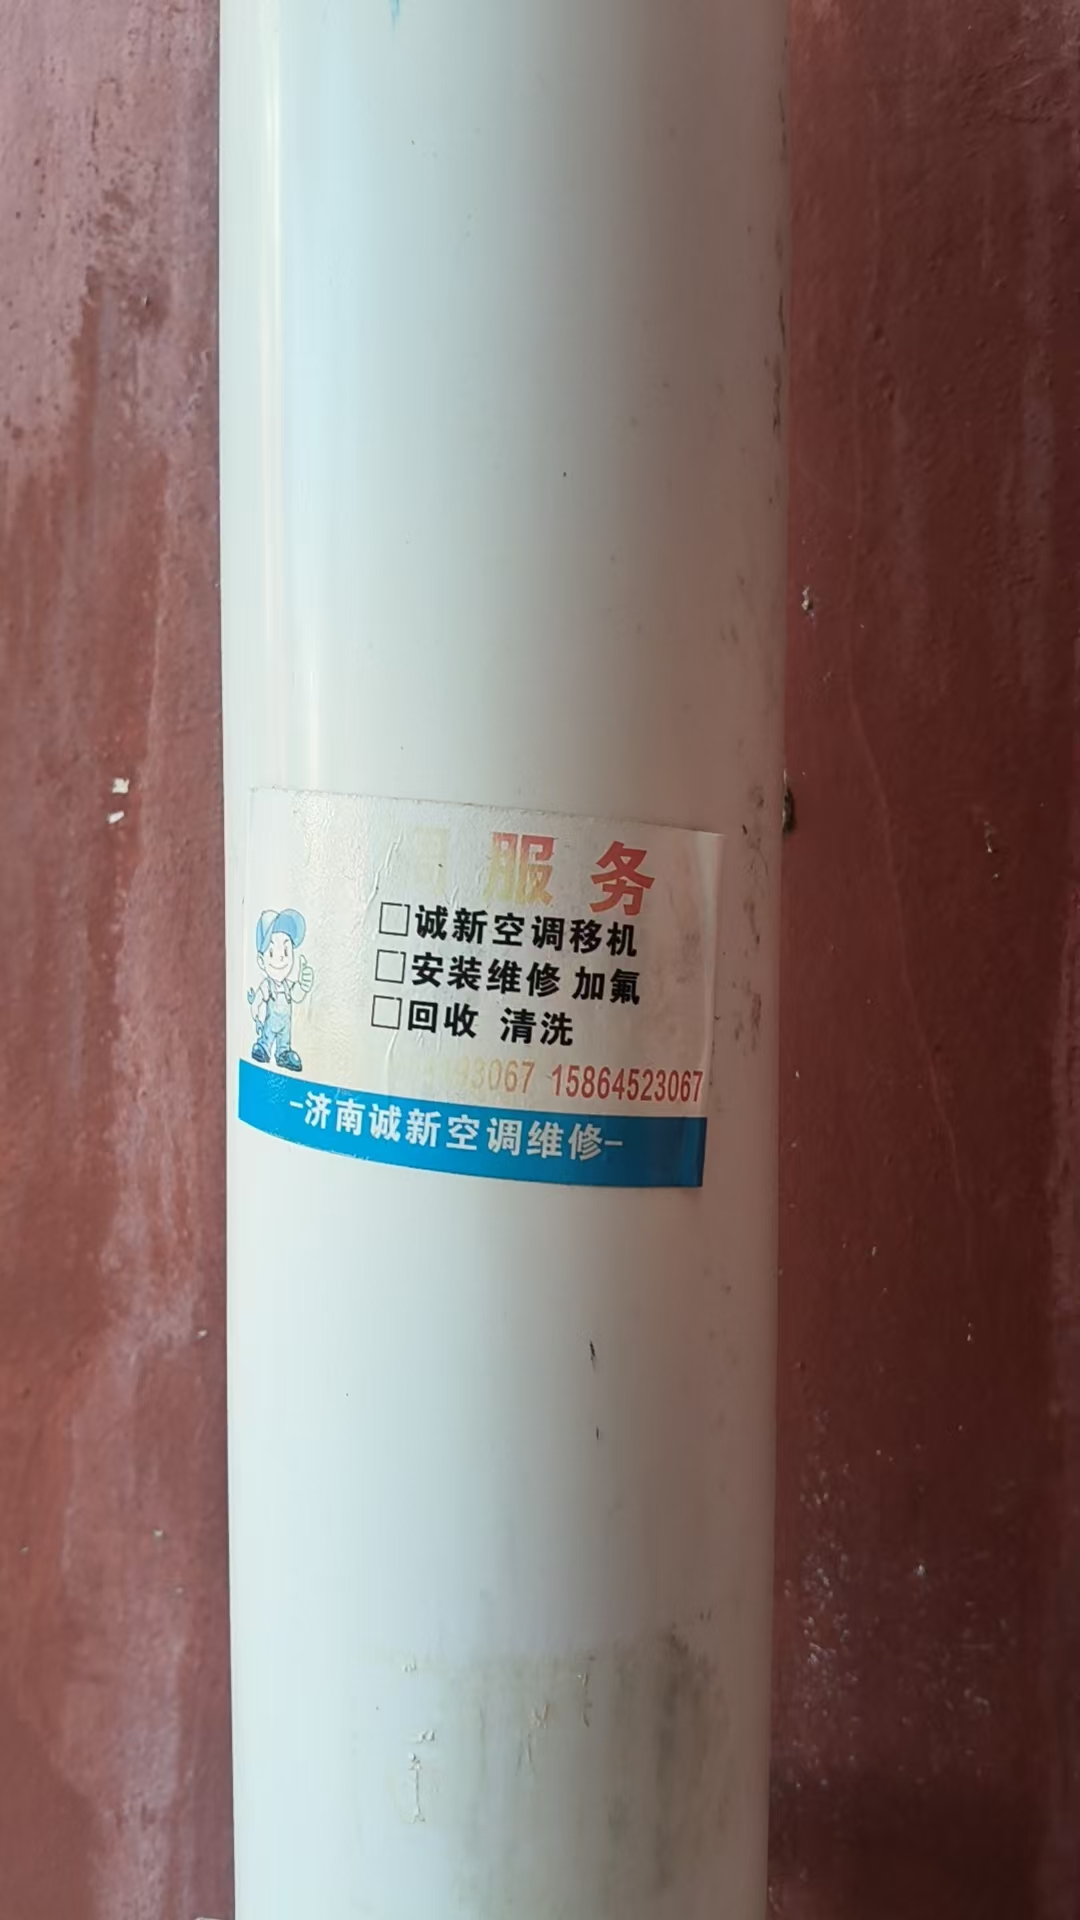 服务
□诚新空调移机
□安装维修 加氟
□回收 清洗
93067 15864523067
-济南诚新空调维修-